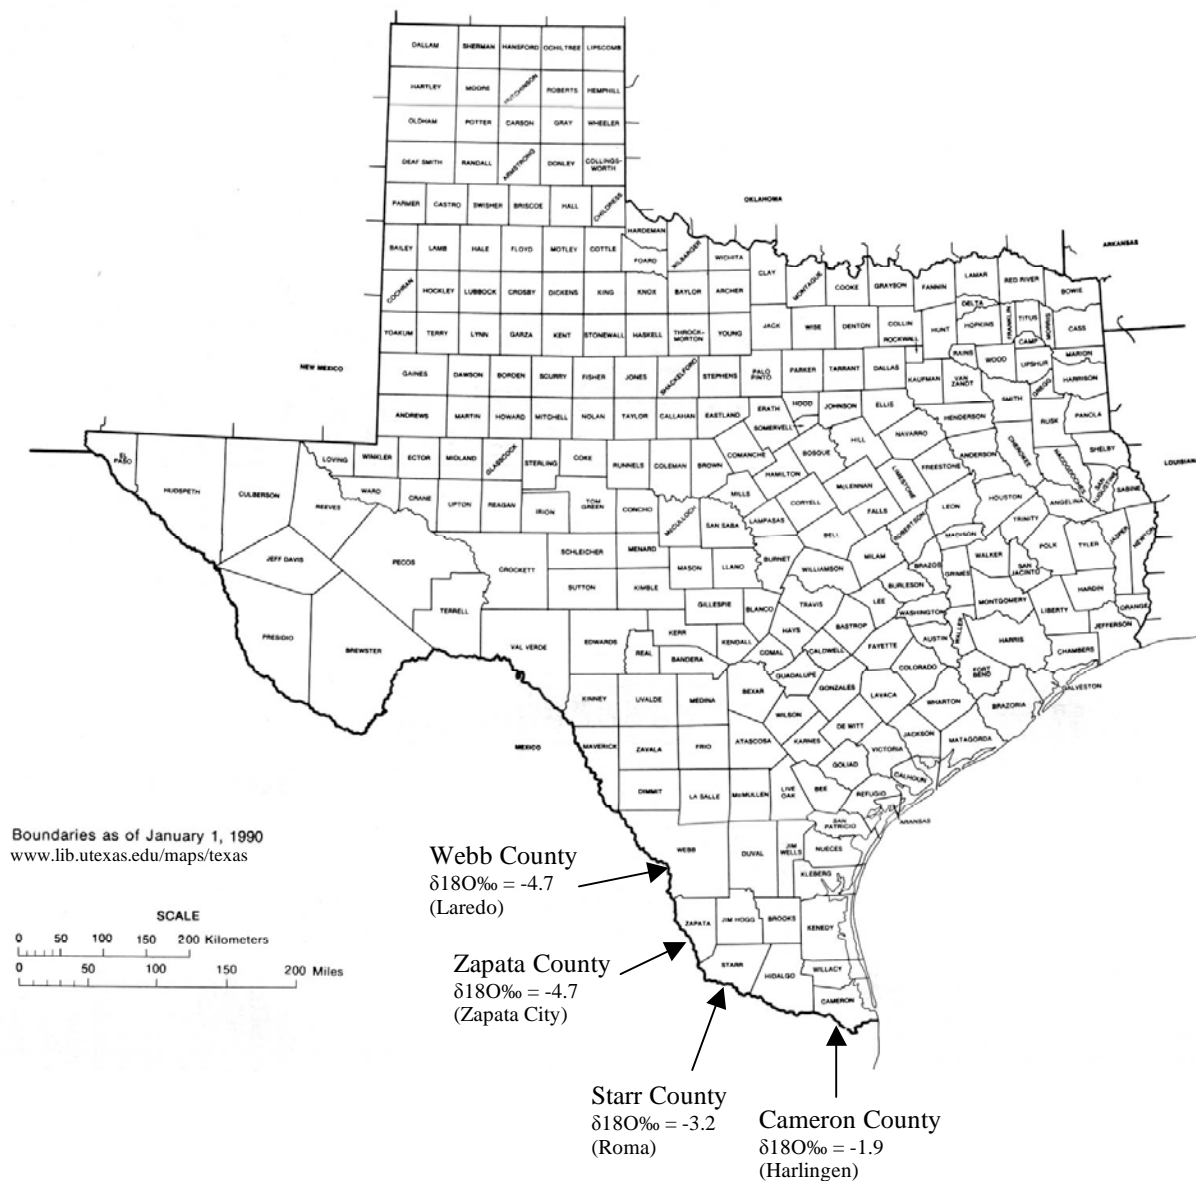 DALLAM SHERMAN HANSFORD OCHILTREE LIPSCOMB
HARTLEY MOORE HUTCHINSON ROBERTS HEMPHILL
OLDHAM POTTER CARSON GRAY WHEELER
DEAF SMITH RANDALL ARMSTRONG DONLEY COLLINGS-
WORTH
PARMER CASTRO SWISHER BRISCOE HALL CHILDRESS
OKLAHOMA
HARDEMAN
BAILEY LAMB HALE FLOYD MOTLEY COTTLE FOARD WILBARGER WICHITA
ARKANSAS
CLAY MONTAGUE COOKE GRAYSON FANNIN LAMAR RED RIVER BOWIE
COCHRAN HOCKLEY LUBBOCK CROSBY DICKENS KING KNOX BAYLOR ARCHER
DELTA
YOAKUM TERRY LYNN GARZA KENT STONEWALL HASKELL THROCK-
MORTON YOUNG JACK WISE DENTON COLLIN HUNT HOPKINS FRANKLIN TITUS MORRIS CASS
ROCKWALL
CAMP
RAINS WOOD UPSHUR MARION
NEW MEXICO
GAINES DAWSON BORDEN SCURRY FISHER JONES SHACKELFORD STEPHENS PALO
PINTO PARKER TARRANT DALLAS KAUFMAN VAN
ZANDT GREGG HARRISON
SMITH
ANDREWS MARTIN HOWARD MITCHELL NOLAN TAYLOR CALLAHAN EASTLAND ERATH HOOD JOHNSON ELLIS HENDERSON RUSK PANOLA
SOMERVELL
EL
PASO HUDSPETH CULBERSON REEVES LOVING WINKLER ECTOR MIDLAND GLASSCOCK STERLING COKE RUNNELS COLEMAN BROWN COMANCHE BOSQUE HILL NAVARRO ANDERSON CHEROKEE NACOGDOCHES SHELBY
LOUISIAN
HAMILTON LIMESTONE FREESTONE SAN
AUGUSTINE SABINE
WARD CRANE UPTON REAGAN IRION TOM
GREEN CONCHO McCULLOCH SAN SABA MILLS CORYELL McLENNAN FALLS LEON HOUSTON ANGELINA
LAMPASAS BELL ROBERTSON MADISON TRINITY
JEFF DAVIS PECOS CROCKETT SCHLEICHER MENARD MASON LLANO BURNET WILLIAMSON MILAM BRAZOS GRIMES WALKER SAN
JACINTO POLK TYLER JASPER NEWTON
SUTTON KIMBLE BURLESON
TERRELL GILLESPIE BLANCO TRAVIS LEE WASHINGTON MONTGOMERY LIBERTY HARDIN ORANGE
PRESIDIO BREWSTER VAL VERDE EDWARDS KERR KENDALL HAYS BASTROP FAYETTE AUSTIN WALLER HARRIS JEFFERSON
REAL BANDERA COMAL CALDWELL CHAMBERS
GUADALUPE COLORADO FORT
BEND GALVESTON
KINNEY UVALDE MEDINA BEXAR GONZALES LAVACA WHARTON BRAZORIA
WILSON
MEXICO MAVERICK ZAVALA FRIO ATASCOSA KARNES DE WITT JACKSON MATAGORDA
VICTORIA
GOLIAD CALHOUN
DIMMIT LA SALLE McMULLEN LIVE
OAK BEE REFUGIO
SAN
PATRICIO ARANSAS
WEBB DUVAL JIM
WELLS NUECES
KLEBERG
ZAPATA JIM HOGG BROOKS KENEDY
STARR HIDALGO WILLACY
CAMERON
Boundaries as of January 1, 1990
www.lib.utexas.edu/maps/texas
SCALE
0 50 100 150 200 Kilometers
0 50 100 150 200 Miles
Webb County
δ18O‰ = -4.7
(Laredo)
Zapata County
δ18O‰ = -4.7
(Zapata City)
Starr County
δ18O‰ = -3.2
(Roma)
Cameron County
δ18O‰ = -1.9
(Harlingen)